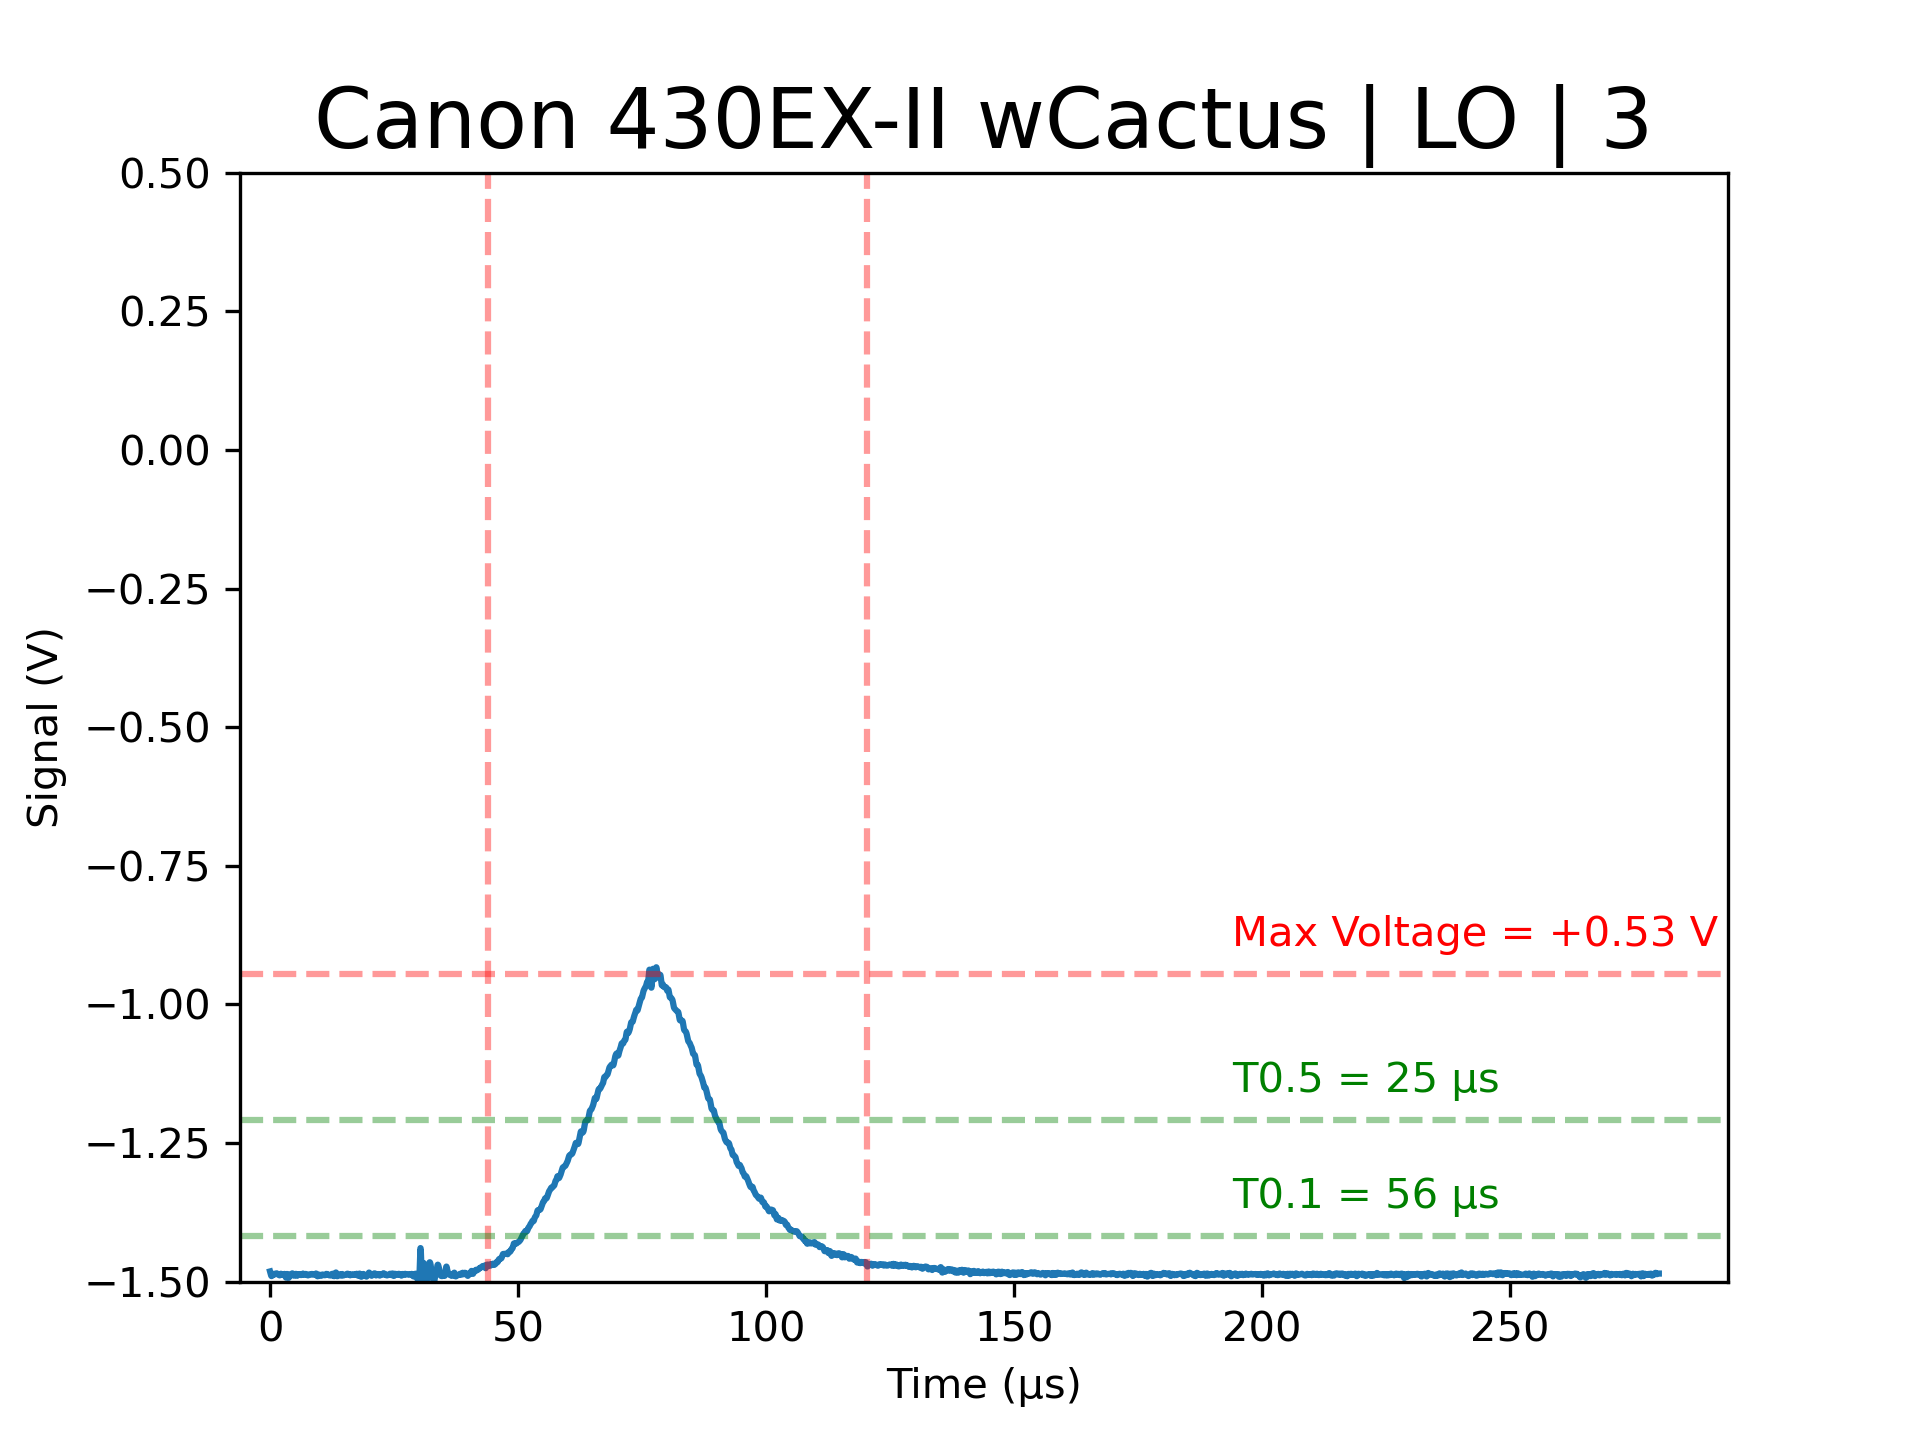 Canon 430EX-II wCactus | LO | 3
0.50
0.25
0.00
−0.25
−0.50
−0.75
−1.00
−1.25
−1.50
Signal (V)
Max Voltage = +0.53 V
T0.5 = 25 µs
T0.1 = 56 µs
0 50 100 150 200 250
Time (µs)